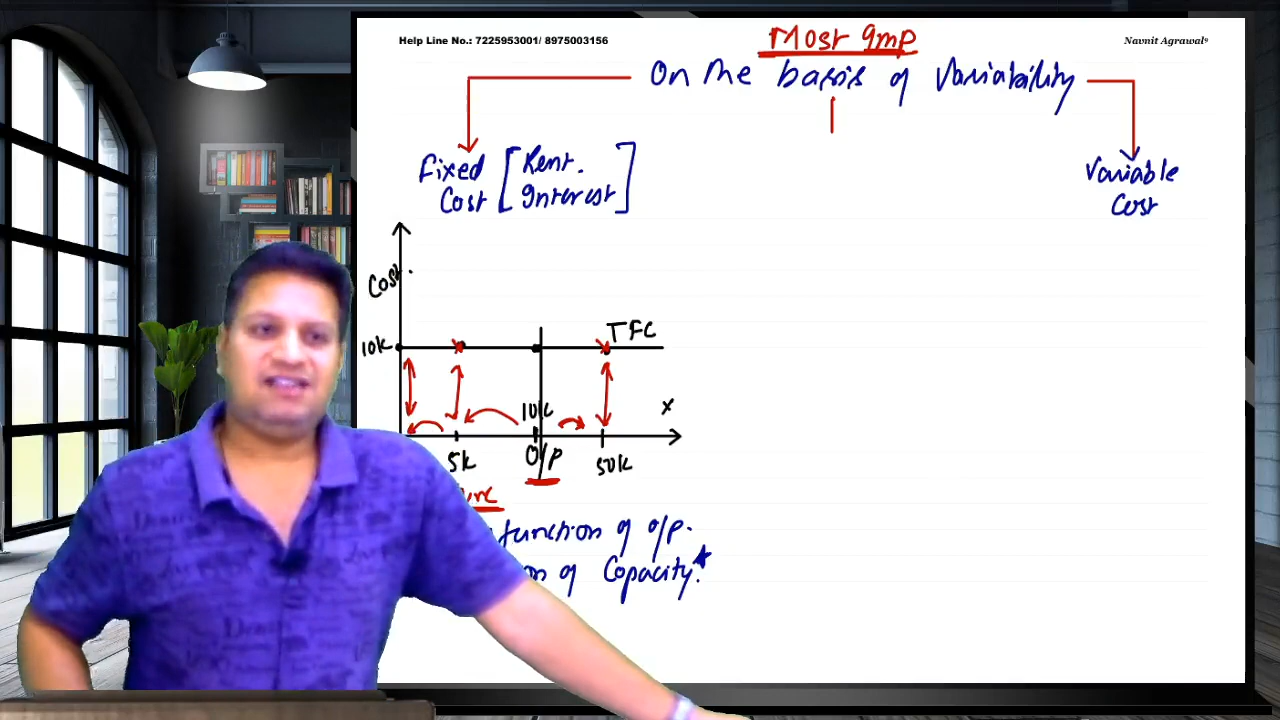 Help Line No.: 7225953001/ 8975003156
Most Imp
Navnit Agrawal⁹
On the basis of Variability
Fixed Cost [Rent. Interest]
Variable Cost
Cost.
TFC
10k
10k
x
5k
O/P
50k
function of o/p.
of Capacity.